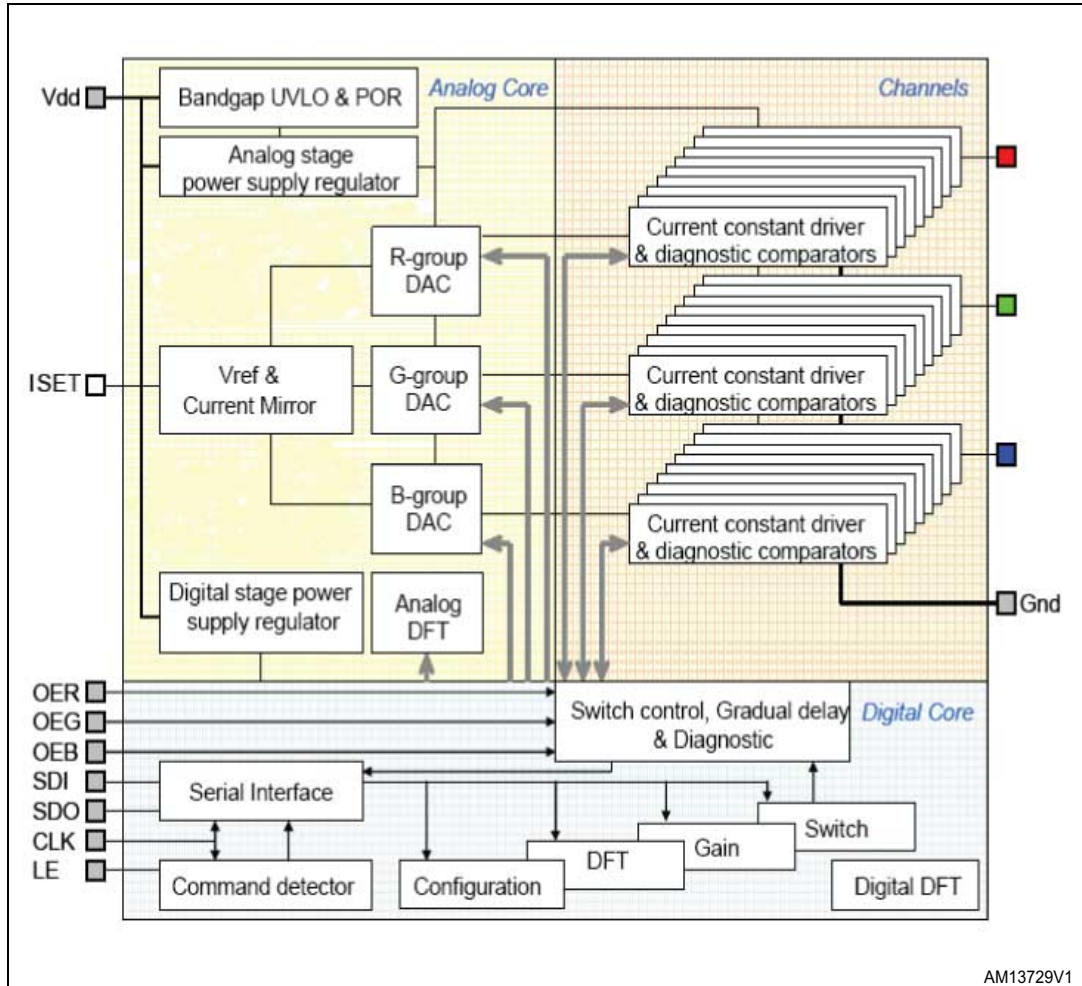 Analog Core
Channels
Vdd
Bandgap UVLO & POR
Analog stage
power supply regulator
R-group
DAC
Current constant driver
& diagnostic comparators
ISET
Vref &
Current Mirror
G-group
DAC
Current constant driver
& diagnostic comparators
B-group
DAC
Current constant driver
& diagnostic comparators
Digital stage power
supply regulator
Analog
DFT
Gnd
OER
OEG
OEB
SDI
SDO
CLK
LE
Switch control, Gradual delay
& Diagnostic
Digital Core
Serial Interface
Command detector
Configuration
DFT
Gain
Switch
Digital DFT
AM13729V1